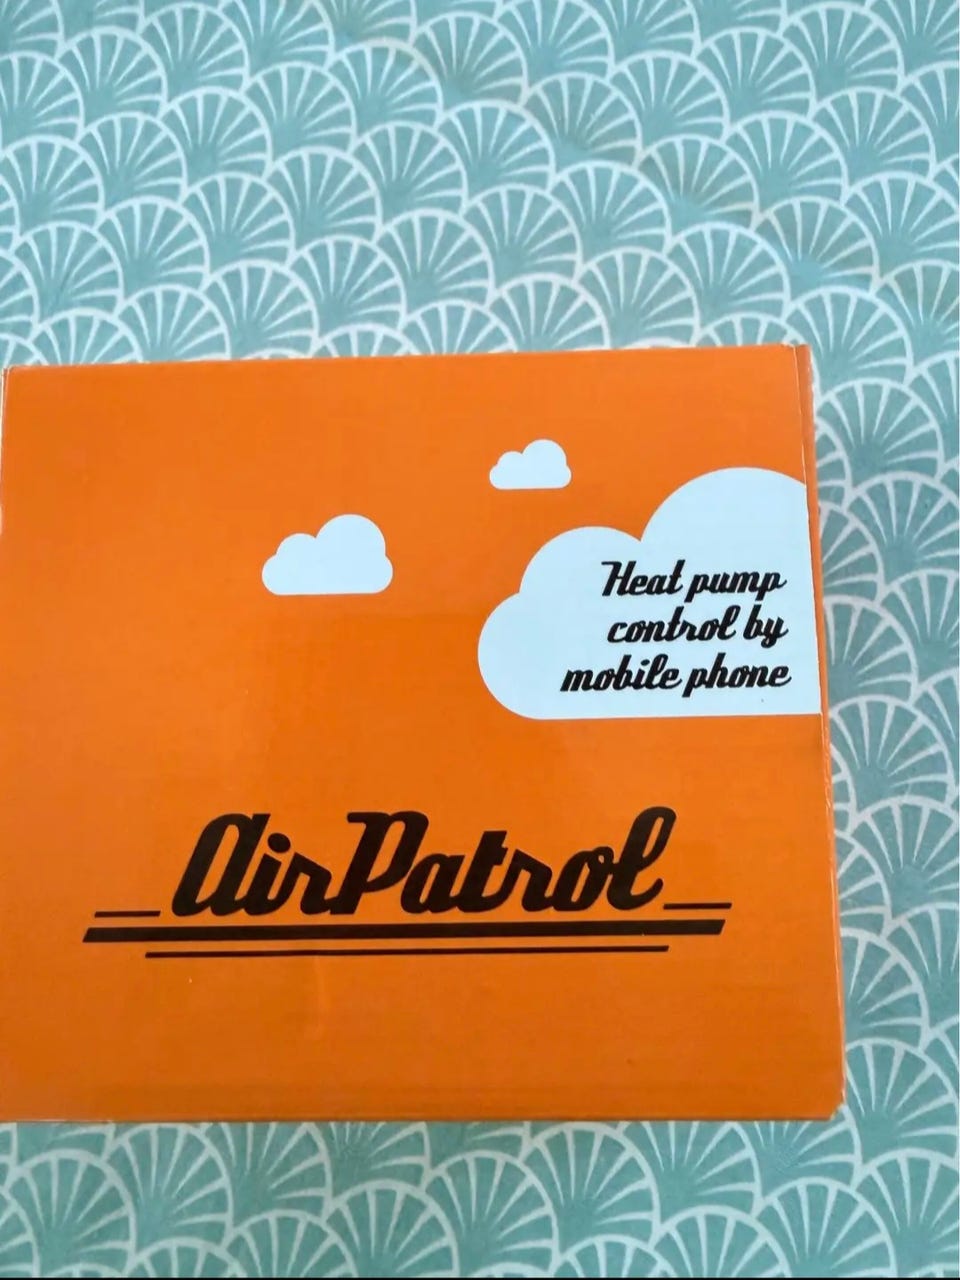 Heat pump
control by
mobile phone
AirPatrol